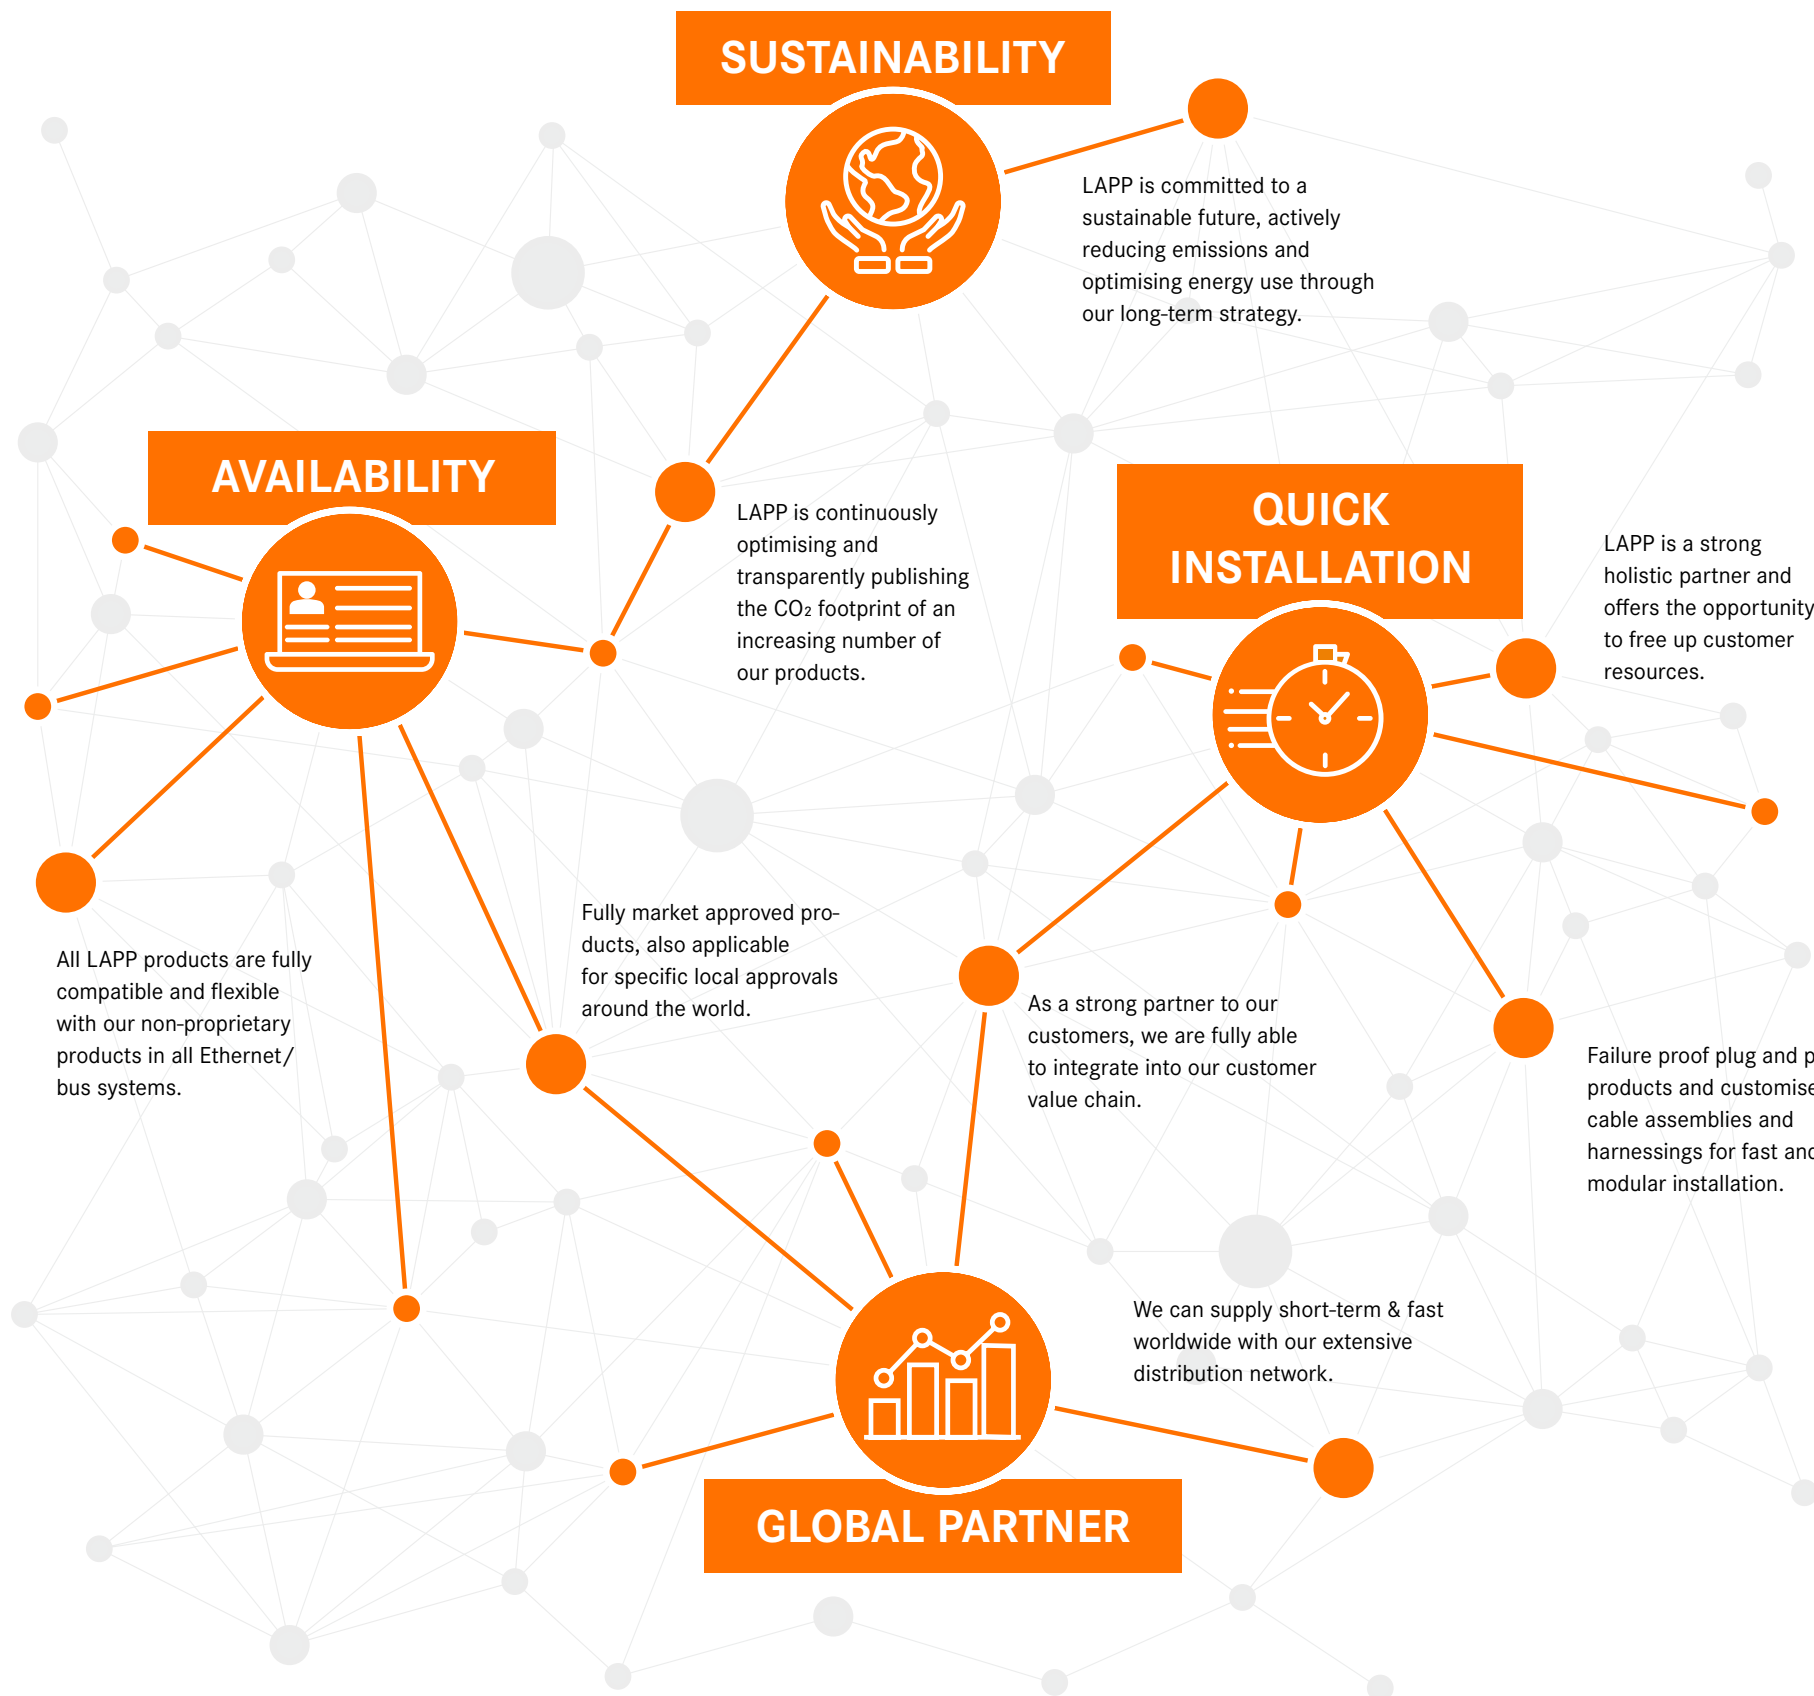 SUSTAINABILITY
LAPP is committed to a
sustainable future, actively
reducing emissions and
optimising energy use through
our long-term strategy.
AVAILABILITY
LAPP is continuously
optimising and
transparently publishing
the CO₂ footprint of an
increasing number of
our products.
QUICK
INSTALLATION
LAPP is a strong
holistic partner and
offers the opportunity
to free up customer
resources.
All LAPP products are fully
compatible and flexible
with our non-proprietary
products in all Ethernet/
bus systems.
Fully market approved pro-
ducts, also applicable
for specific local approvals
around the world.
As a strong partner to our
customers, we are fully able
to integrate into our customer
value chain.
Failure proof plug and
products and
cable assemblies and
harnessings for fast
modular installation.
We can supply short-term & fast
worldwide with our extensive
distribution network.
GLOBAL PARTNER